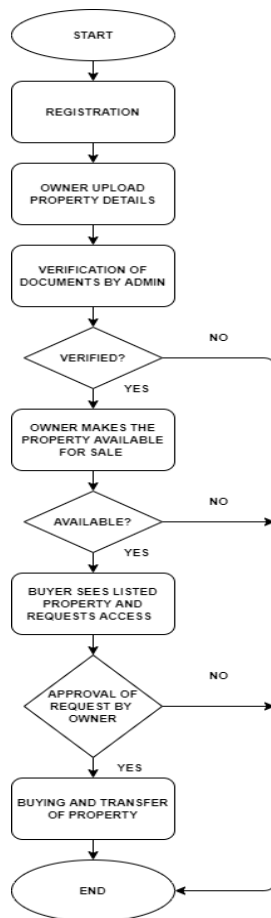 START
REGISTRATION
OWNER UPLOAD
PROPERTY DETAILS
VERIFICATION OF
DOCUMENTS BY ADMIN
VERIFIED?
NO
YES
OWNER MAKES THE
PROPERTY AVAILABLE
FOR SALE
AVAILABLE?
NO
YES
BUYER SEES LISTED
PROPERTY AND
REQUESTS ACCESS
APPROVAL OF
REQUEST BY
OWNER
NO
YES
BUYING AND TRANSFER
OF PROPERTY
END